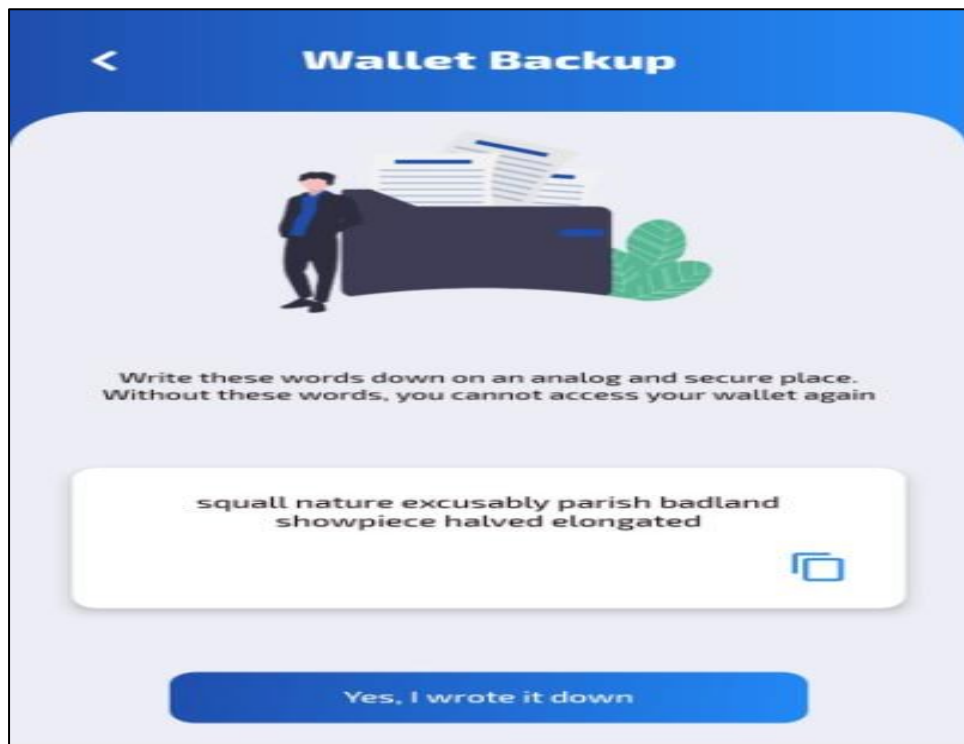 Wallet Backup
Write these words down on an analog and secure place.
Without these words, you cannot access your wallet again
squall nature excusably parish badland
showpiece halved elongated
Yes, I wrote it down